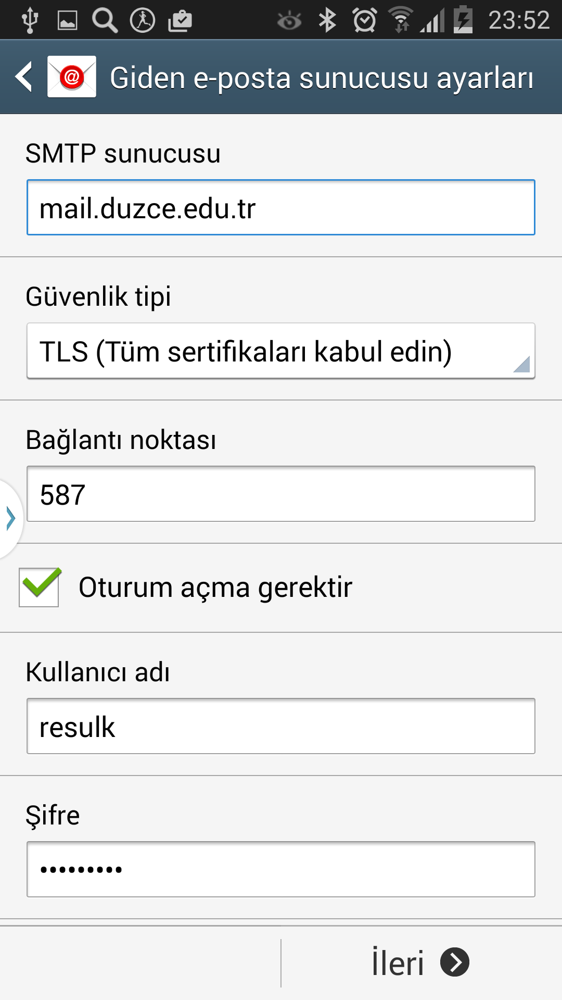 23:52
@ Giden e-posta sunucusu ayarları
SMTP sunucusu
mail.duzce.edu.tr
Güvenlik tipi
TLS (Tüm sertifikaları kabul edin)
Bağlantı noktası
587
Oturum açma gerektir
Kullanıcı adı
resulk
Şifre
•••••••••
İleri